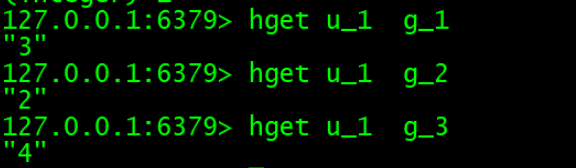 127.0.0.1:6379> hget u_1  g_1
"3"
127.0.0.1:6379> hget u_1  g_2
"2"
127.0.0.1:6379> hget u_1  g_3
"4"